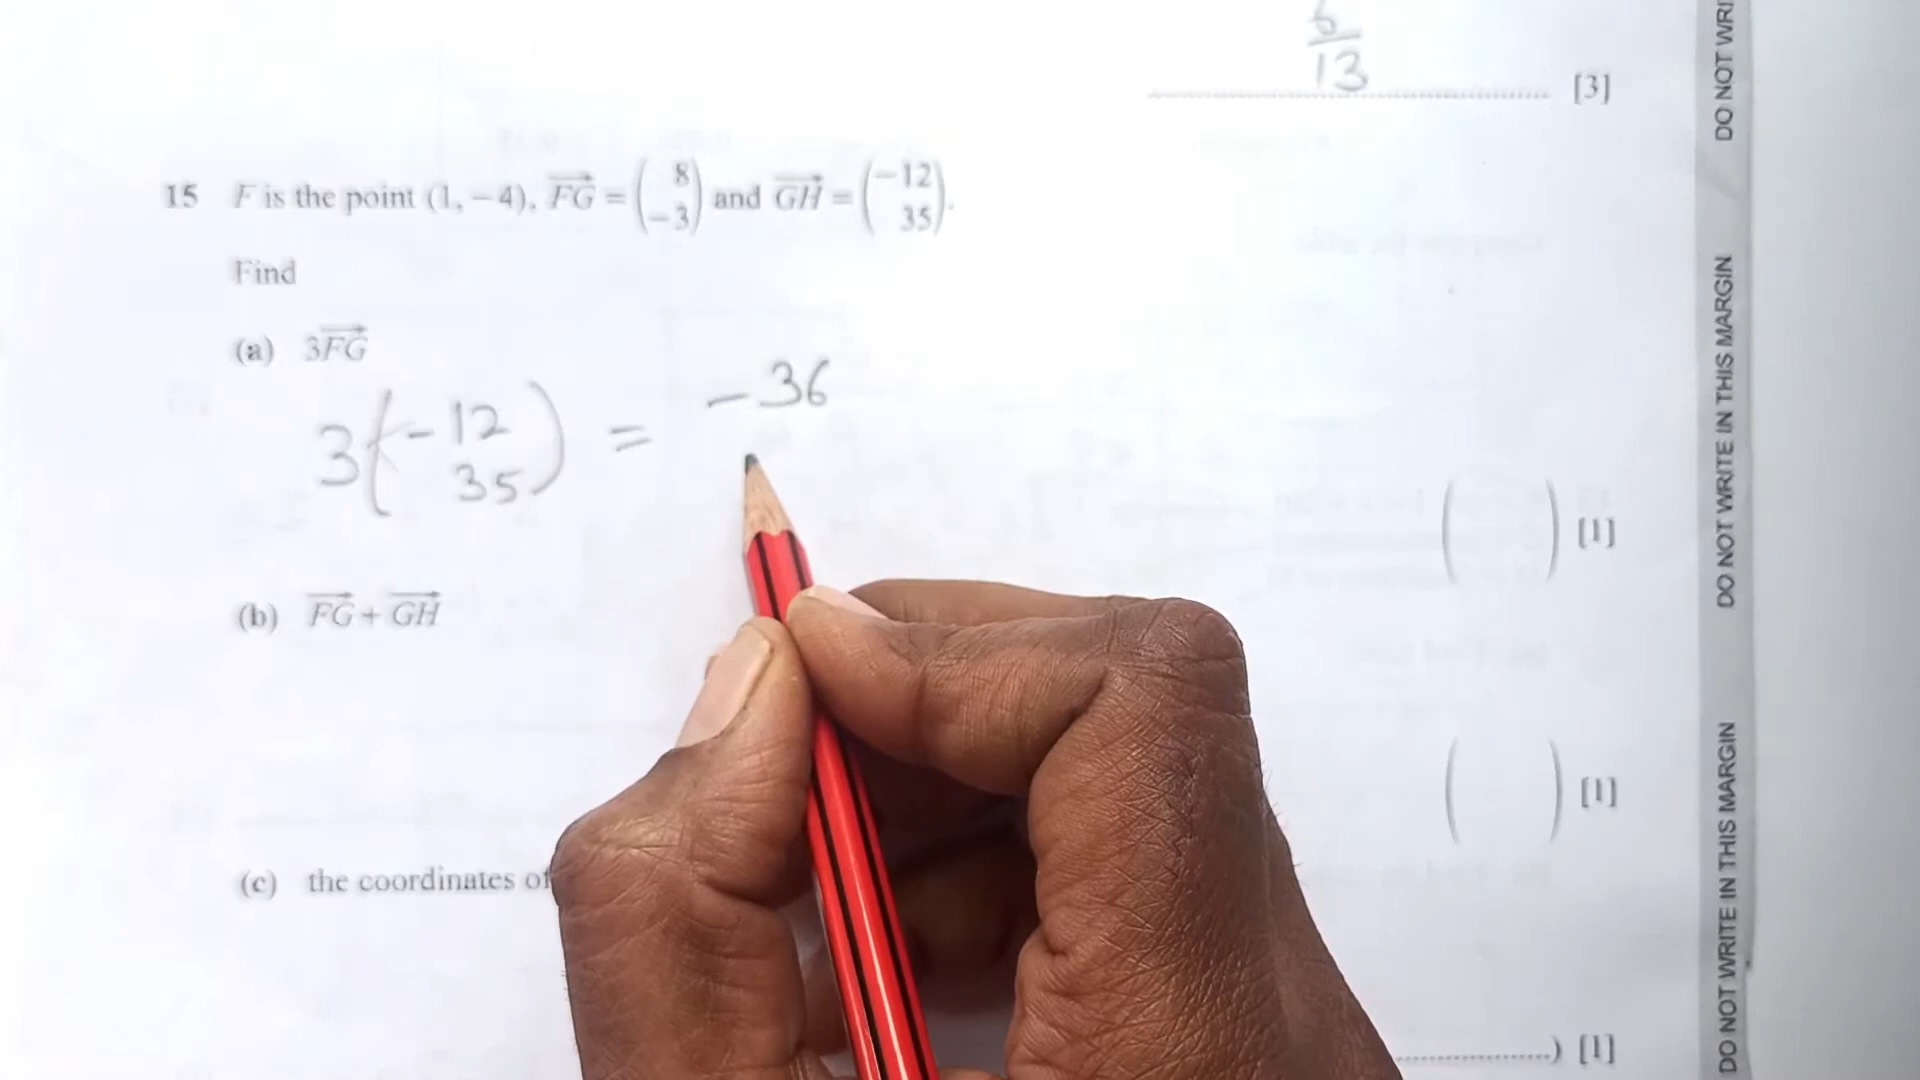 6
13
[3]
15 F is the point (1, −4), FG = (8 −3) and GH = (−12 35).
Find
(a) 3FG
3(-12 35) = -36
( ) [1]
(b) FG + GH
( ) [1]
(c) the coordinates of
) [1]
DO NOT WRI
DO NOT WRITE IN THIS MARGIN
DO NOT WRITE IN THIS MARGIN